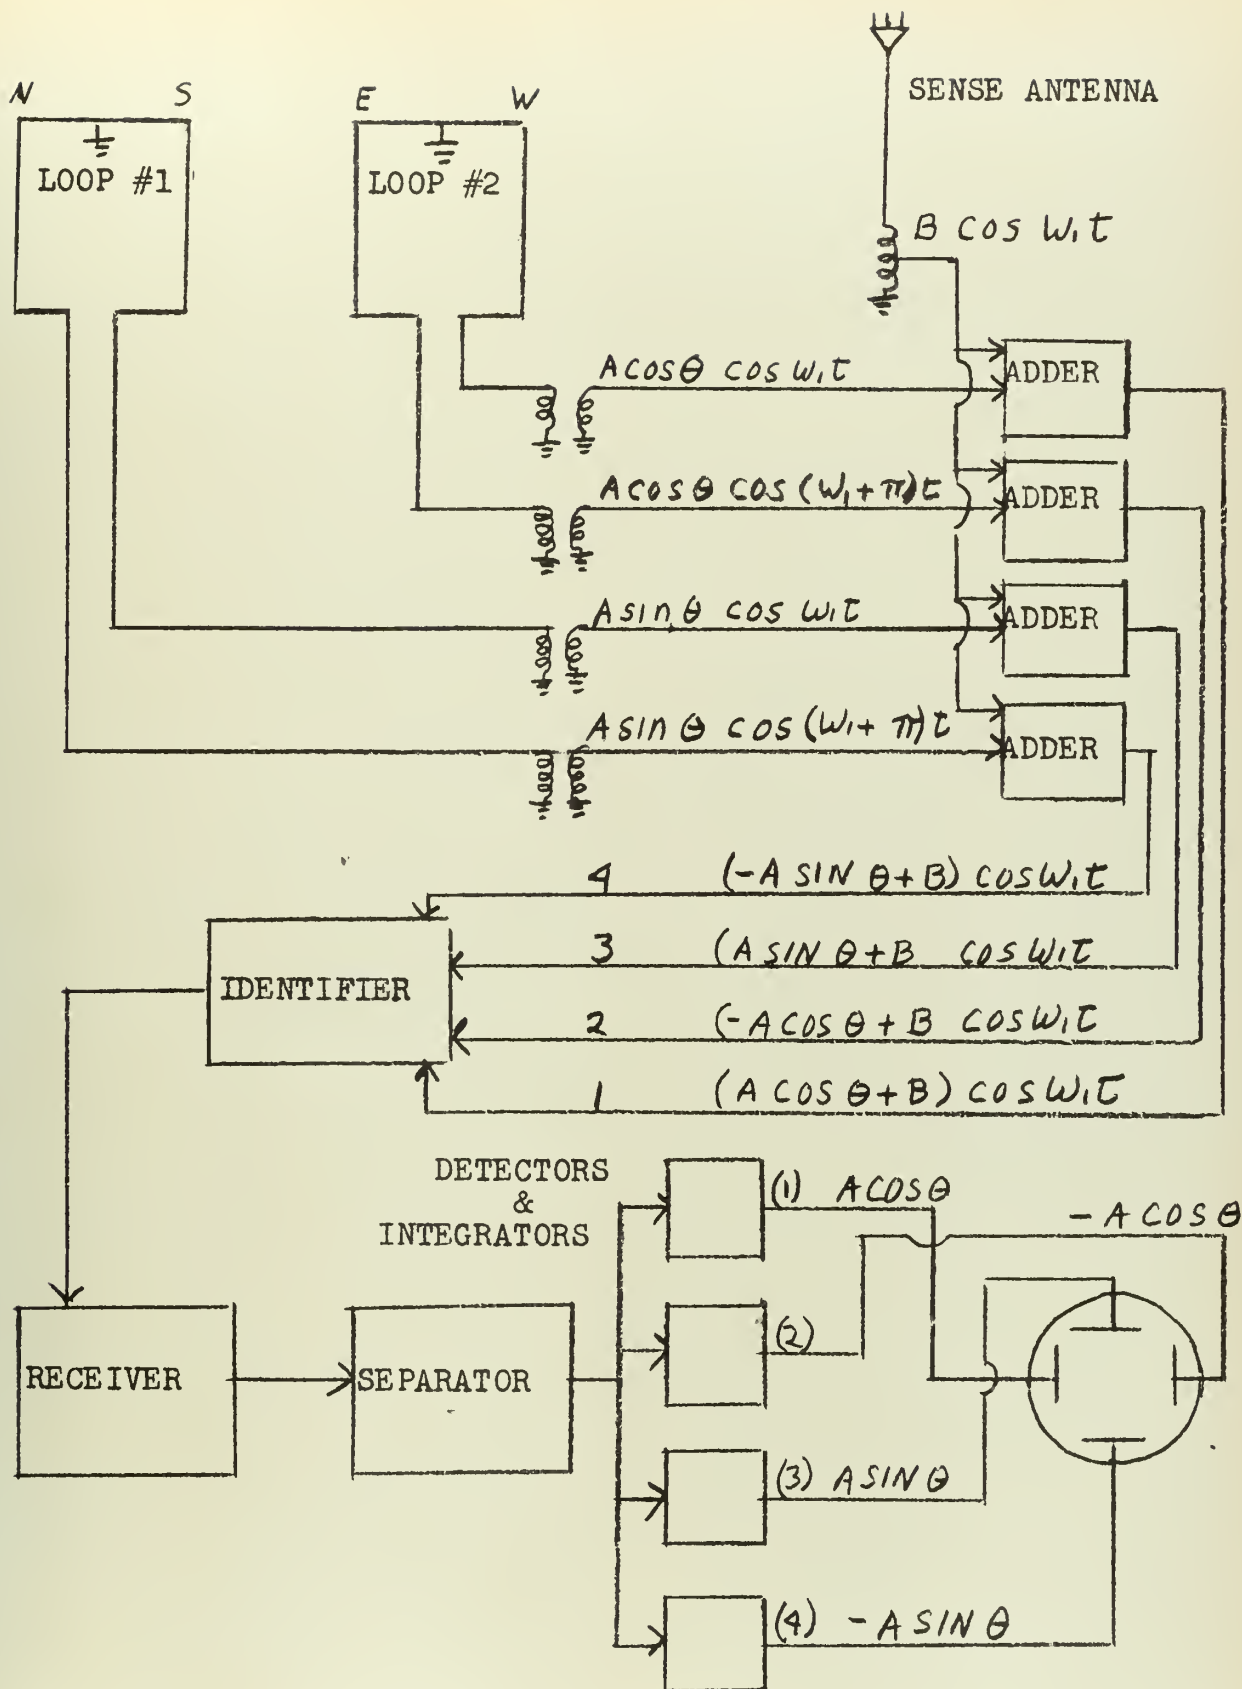 N S E W
SENSE ANTENNA
LOOP #1
LOOP #2
B COS W₁t
A COS θ COS W₁t
ADDER
A COS θ COS (W₁ + π)t
ADDER
A sin θ COS W₁t
ADDER
A sin θ COS (W₁ + π)t
ADDER
4 (-A SIN θ + B) COS W₁t
3 (A SIN θ + B COS W₁t
IDENTIFIER
2 (-A COS θ + B COS W₁t
1 (A COS θ + B) COS W₁t
DETECTORS
&
INTEGRATORS
(1) A COS θ
- A COS θ
(2)
RECEIVER
SEPARATOR
(3) A SIN θ
(4) - A SIN θ